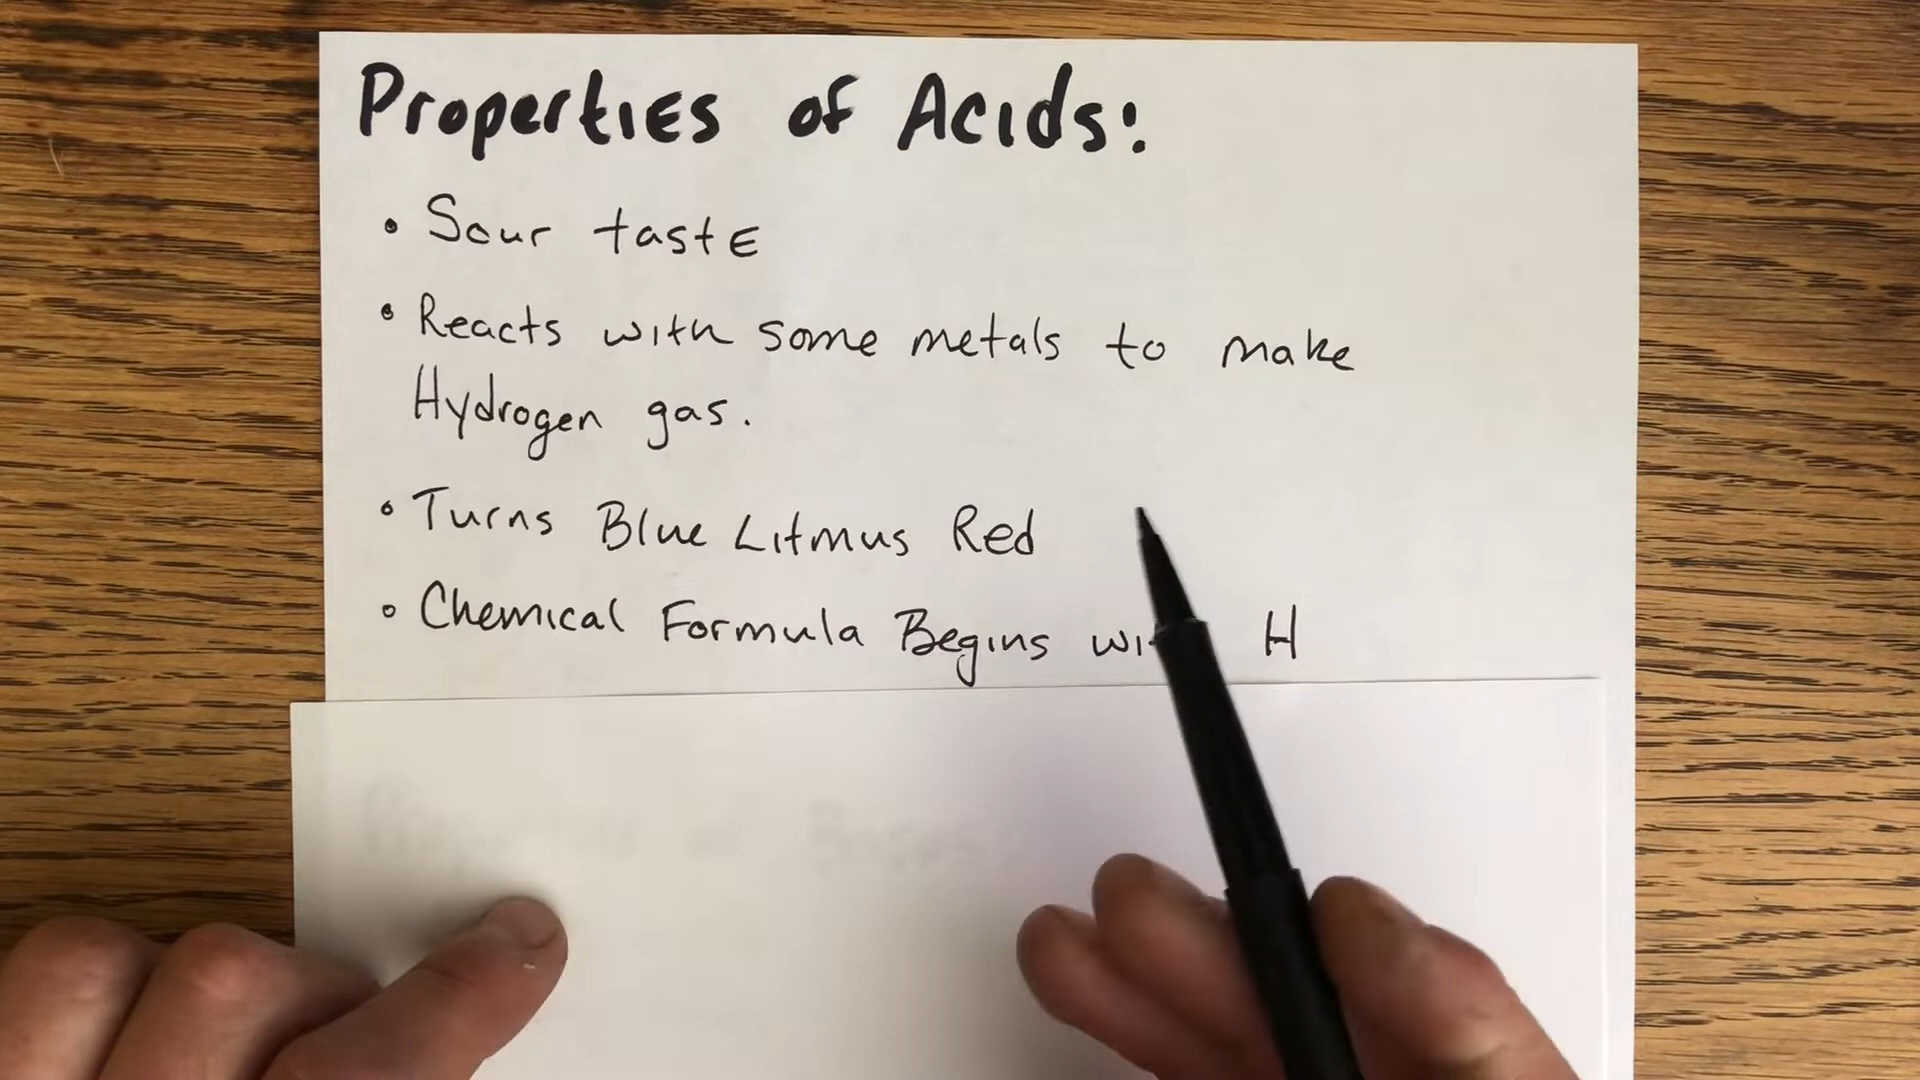 Properties of Acids:
• Sour taste
• Reacts with some metals to make
Hydrogen gas.
• Turns Blue Litmus Red
• Chemical Formula Begins H